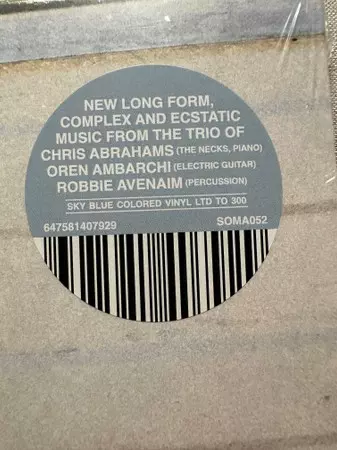 NEW LONG FORM,
COMPLEX AND ECSTATIC
MUSIC FROM THE TRIO OF
CHRIS ABRAHAMS (THE NECKS, PIANO)
OREN AMBARCHI (ELECTRIC GUITAR)
ROBBIE AVENAIM (PERCUSSION)
SKY BLUE COLORED VINYL LTD TO 300
647581407929 SOMA052